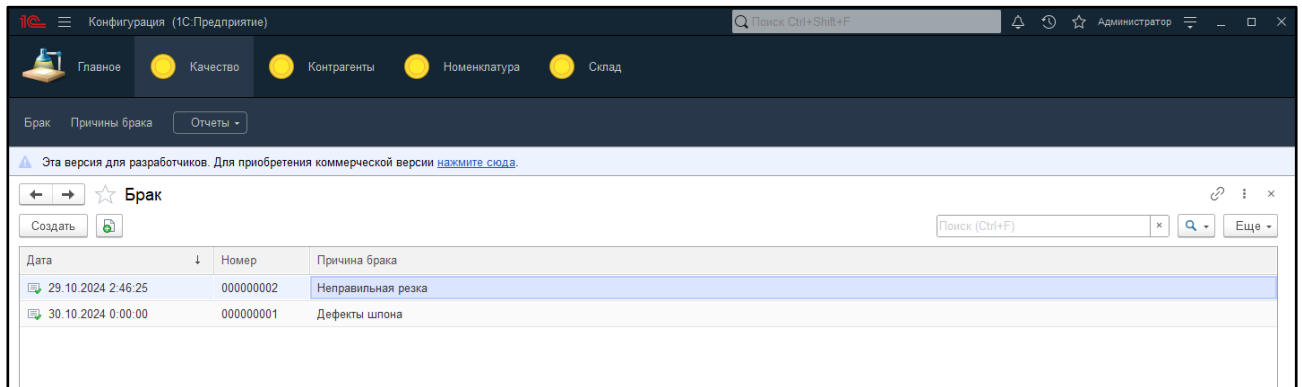 1С Конфигурация (1С:Предприятие) Поиск Ctrl+Shift+F Администратор
Главное Качество Контрагенты Номенклатура Склад
Брак Причины брака Отчеты
Эта версия для разработчиков. Для приобретения коммерческой версии нажмите сюда.
Брак
Создать Поиск (Ctrl+F) × Еще
Дата ↓ Номер Причина брака
29.10.2024 2:46:25 000000002 Неправильная резка
30.10.2024 0:00:00 000000001 Дефекты шпона